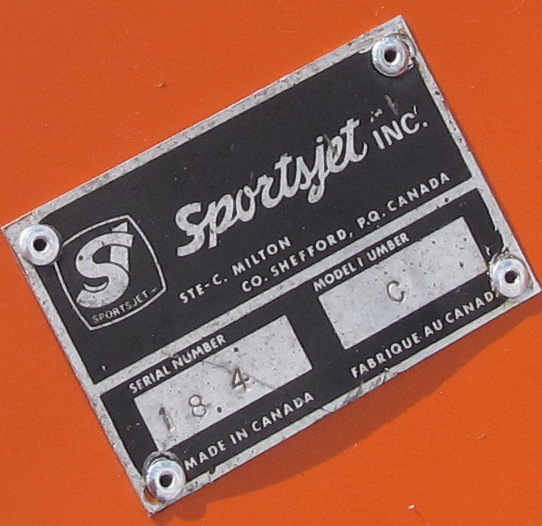 Sportsjet INC.
SJ
SPORTSJET
STE-C. MILTON
CO. SHEFFORD, P.Q. CANADA
SERIAL NUMBER
MODEL I UMBER
18.4
C
MADE IN CANADA
FABRIQUE AU CANADA